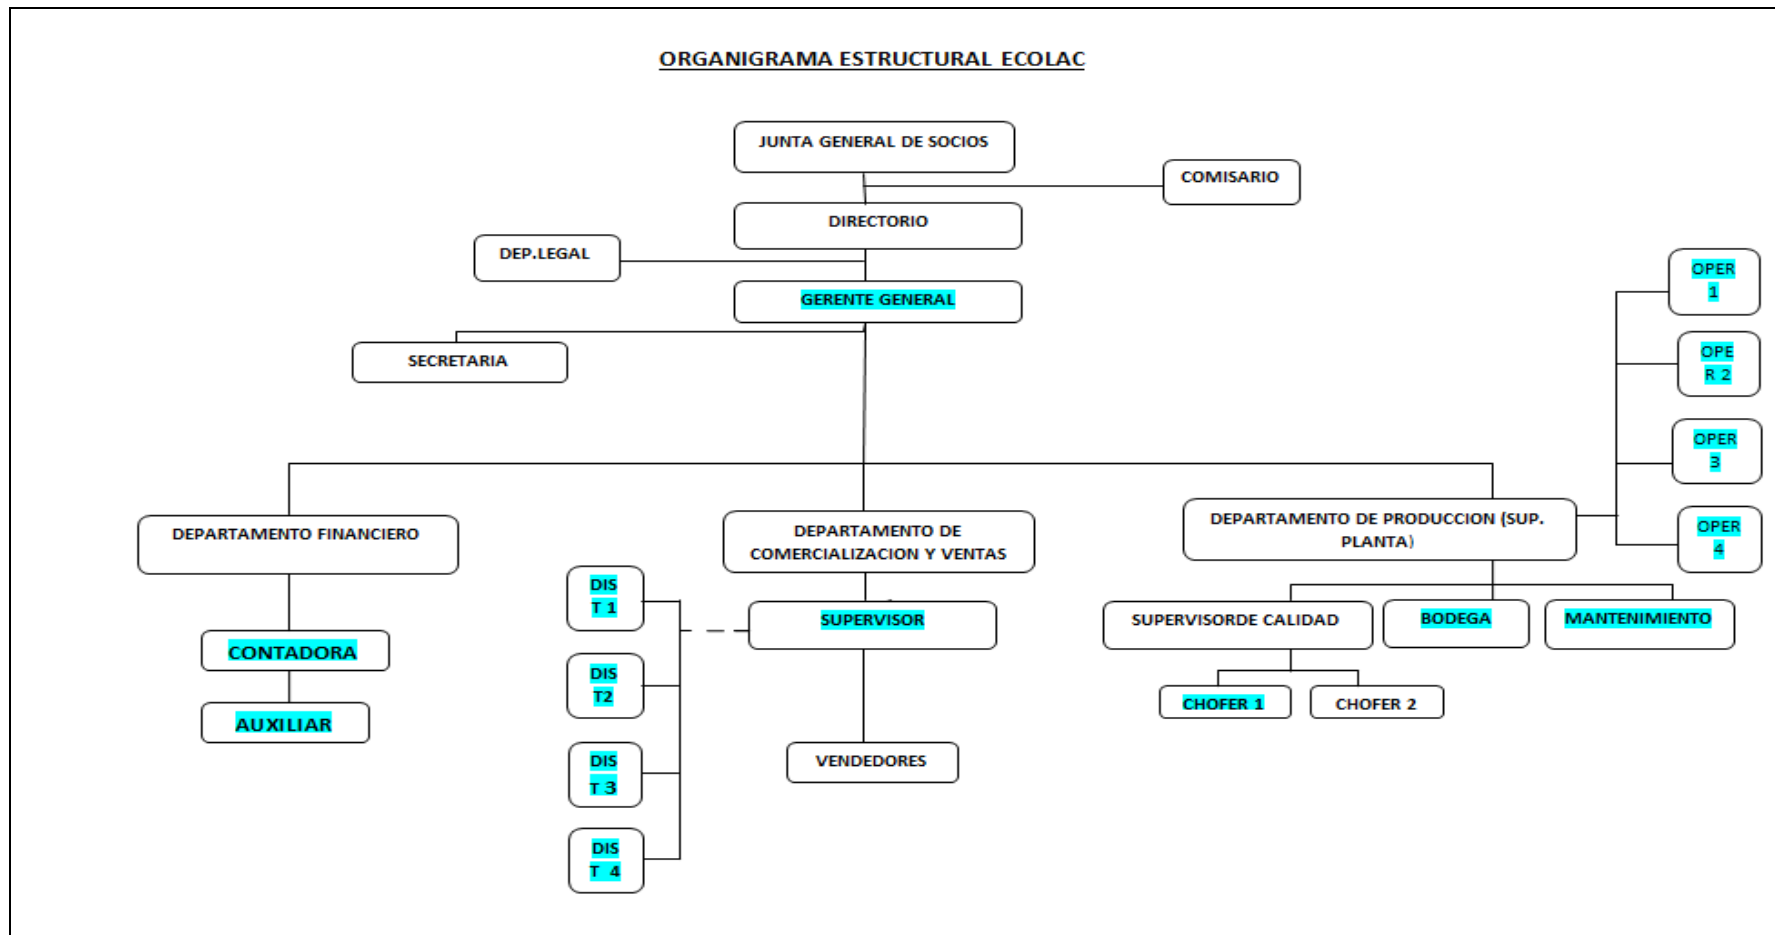 ORGANIGRAMA ESTRUCTURAL ECOLAC
JUNTA GENERAL DE SOCIOS
COMISARIO
DIRECTORIO
DEP.LEGAL
GERENTE GENERAL
SECRETARIA
OPER
1
OPE
R 2
OPER
3
OPER
4
DEPARTAMENTO FINANCIERO
DEPARTAMENTO DE
COMERCIALIZACION Y VENTAS
DEPARTAMENTO DE PRODUCCION (SUP.
PLANTA)
DIS
T 1
SUPERVISOR
SUPERVISORDE CALIDAD
BODEGA
MANTENIMIENTO
CONTADORA
DIS
T2
CHOFER 1
CHOFER 2
AUXILIAR
DIS
T 3
VENDEDORES
DIS
T 4